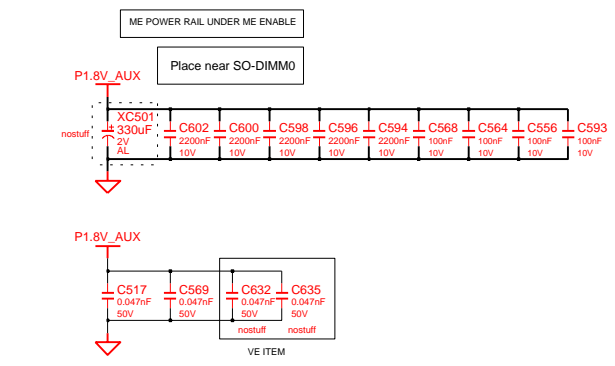 ME POWER RAIL UNDER ME ENABLE
Place near SO-DIMM0
P1.8V_AUX
nostuff
XC501
330uF
2V
AL
C602
2200nF
10V
C600
2200nF
10V
C598
2200nF
10V
C596
2200nF
10V
C594
2200nF
10V
C568
100nF
10V
C564
100nF
10V
C556
100nF
10V
C593
100nF
10V
P1.8V_AUX
C517
0.047nF
50V
C569
0.047nF
50V
C632
0.047nF
50V
nostuff
C635
0.047nF
50V
nostuff
VE ITEM